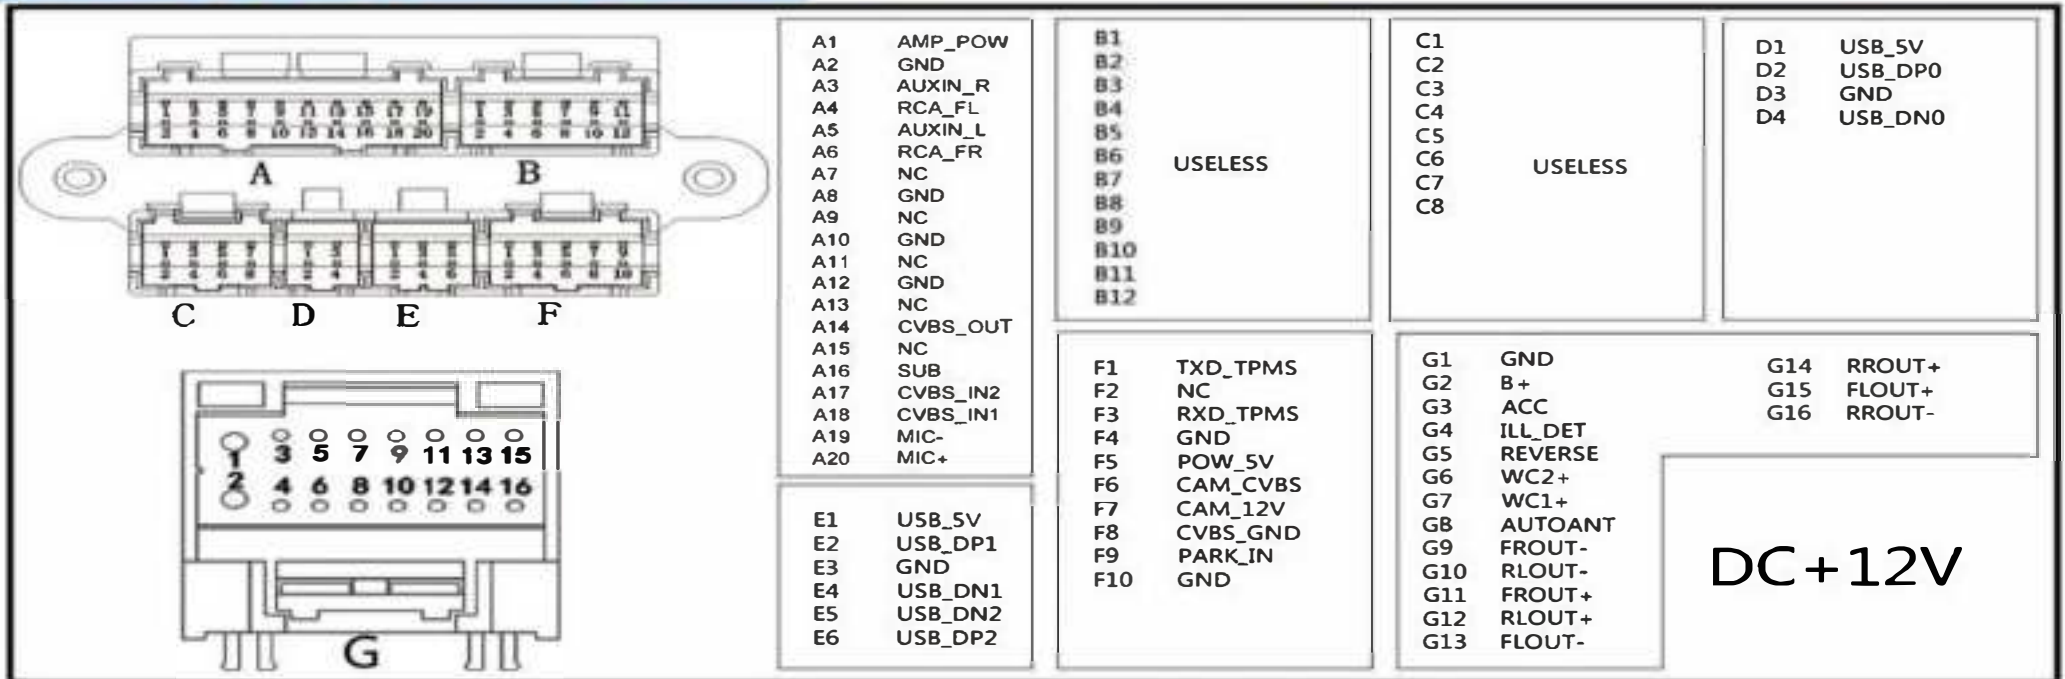 A
B
C
D
E
F
1
2
3 5 7 9 11 13 15
4 6 8 10 12 14 16
G
A1 AMP_POW
A2 GND
A3 AUXIN_R
A4 RCA_FL
A5 AUXIN_L
A6 RCA_FR
A7 NC
A8 GND
A9 NC
A10 GND
A11 NC
A12 GND
A13 NC
A14 CVBS_OUT
A15 NC
A16 SUB
A17 CVBS_IN2
A18 CVBS_IN1
A19 MIC-
A20 MIC+
B1
B2
B3
B4
B5
B6
B7
B8
B9
B10
B11
B12
USELESS
C1
C2
C3
C4
C5
C6
C7
C8
USELESS
D1 USB_5V
D2 USB_DP0
D3 GND
D4 USB_DN0
E1 U5B_5V
E2 USB_DP1
E3 GND
E4 USB_DN1
E5 USB_DN2
E6 USB_DP2
F1 TXD_TPMS
F2 NC
F3 RXD_TPMS
F4 GND
F5 POW_5V
F6 CAM_CVBS
F7 CAM_12V
F8 CVBS_GND
F9 PARK_IN
F10 GND
G1 GND
G2 B+
G3 ACC
G4 ILL_DET
G5 REVERSE
G6 WC2+
G7 WC1+
GB AUTOANT
G9 FROUT-
G10 RLOUT-
G11 FROUT+
G12 RLOUT+
G13 FLOUT-
G14 RROUT+
G15 FLOUT+
G16 RROUT-
DC+12V